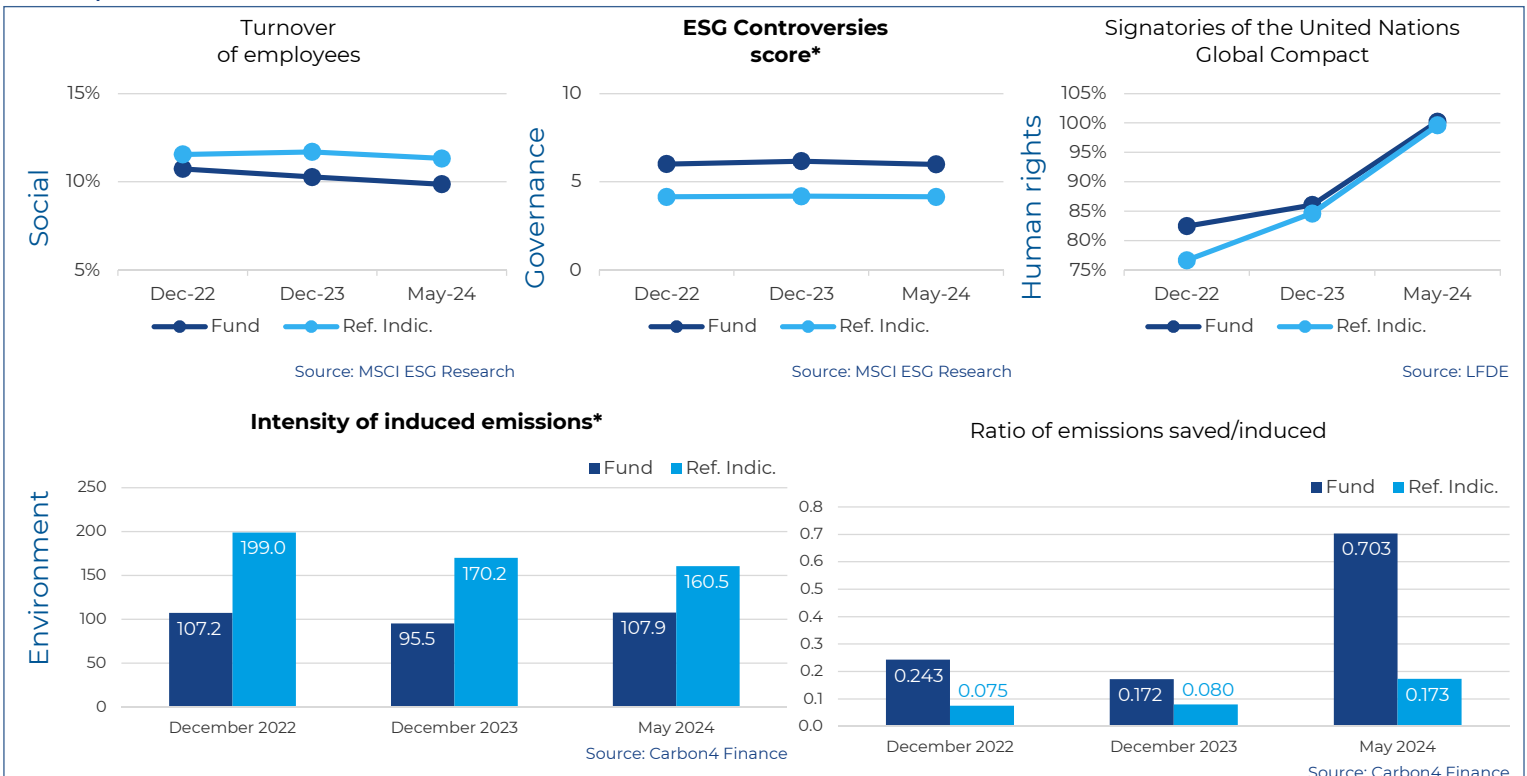 Turnover
of employees
15%
10%
5%
Social
Dec-22
Dec-23
May-24
Fund
Ref. Indic.
Source: MSCI ESG Research
ESG Controversies
score*
10
5
0
Governance
Dec-22
Dec-23
May-24
Fund
Ref. Indic.
Source: MSCI ESG Research
Signatories of the United Nations
Global Compact
105%
100%
95%
90%
85%
80%
75%
Human rights
Dec-22
Dec-23
May-24
Fund
Ref. Indic.
Source: LFDE
Intensity of induced emissions*
Fund
Ref. Indic.
250
200
150
100
50
0
Environment
107.2
199.0
95.5
170.2
107.9
160.5
December 2022
December 2023
May 2024
Source: Carbon4 Finance
Ratio of emissions saved/induced
Fund
Ref. Indic.
0.8
0.7
0.6
0.5
0.4
0.3
0.2
0.1
0.0
0.243
0.075
0.172
0.080
0.703
0.173
December 2022
December 2023
May 2024
Source: Carbon4 Finance